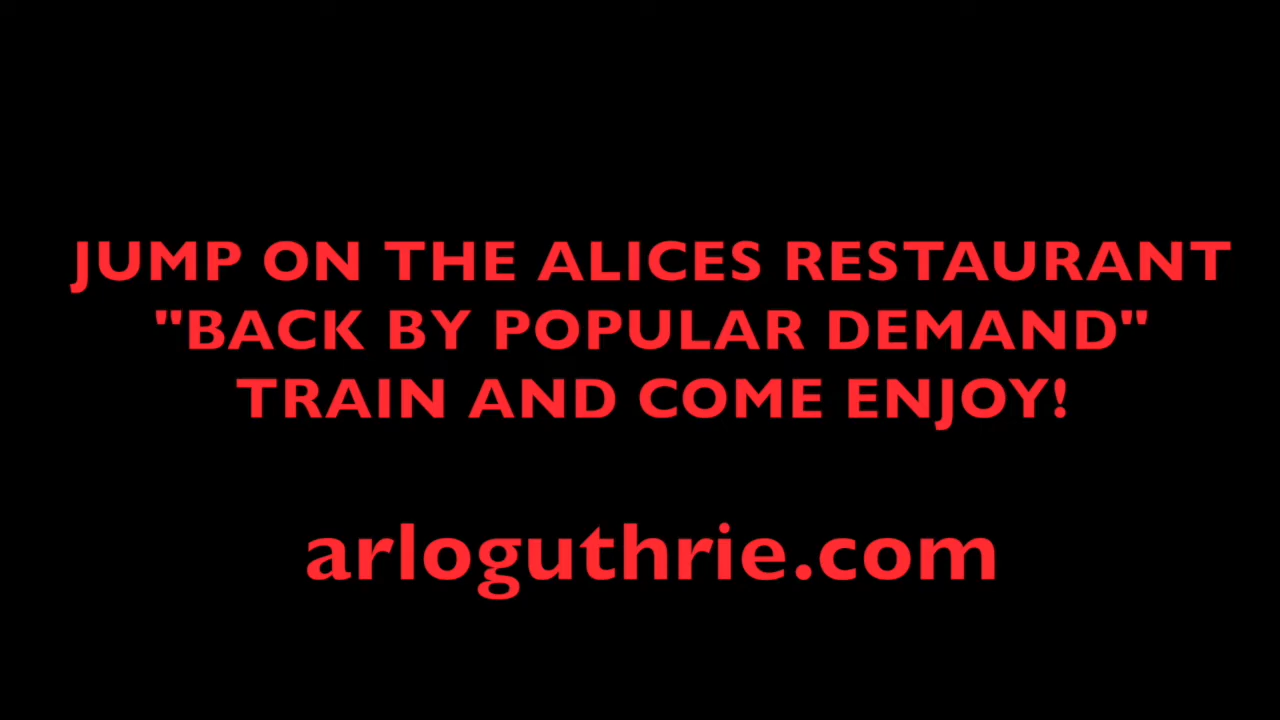 JUMP ON THE ALICES RESTAURANT
"BACK BY POPULAR DEMAND"
TRAIN AND COME ENJOY!
arloguthrie.com